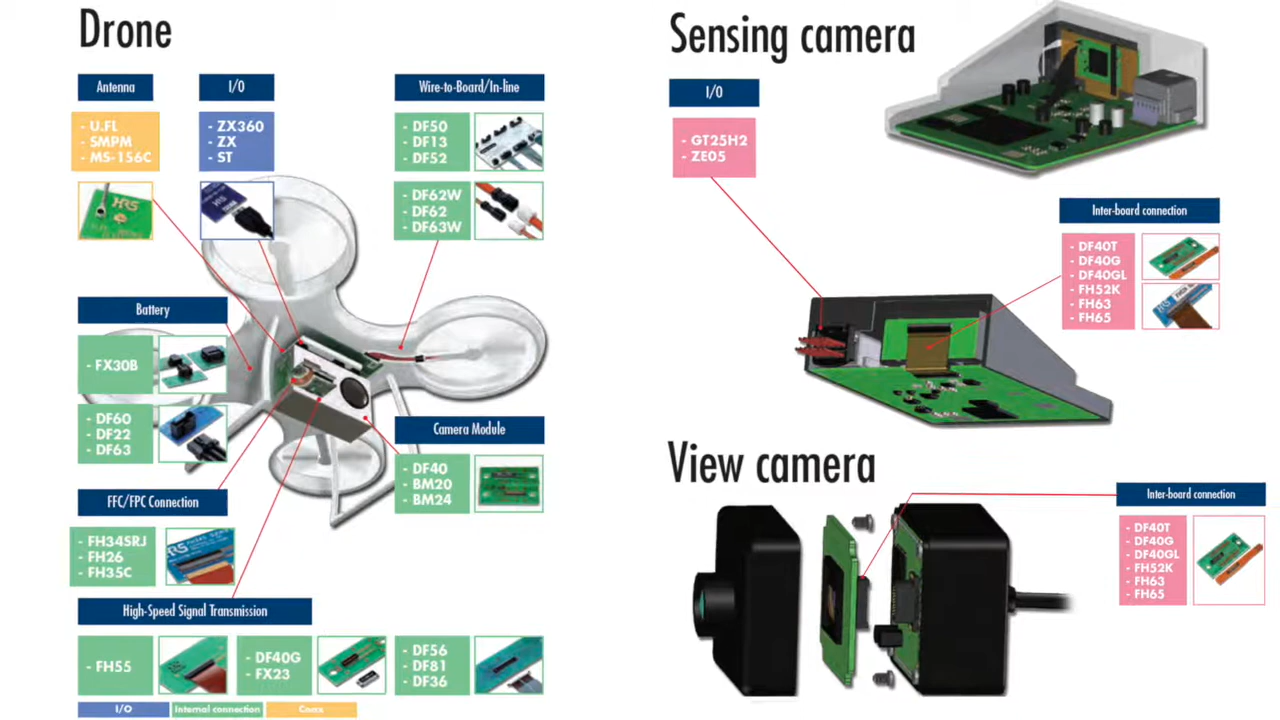 Drone
Antenna
- U.FL
- SMPM
- MS-156C
HRS
I/O
- ZX360
- ZX
- ST
HRS
Wire-to-Board/In-line
- DF50
- DF13
- DF52
- DF62W
- DF62
- DF63W
Battery
- FX30B
- DF60
- DF22
- DF63
Camera Module
- DF40
- BM20
- BM24
FFC/FPC Connection
- FH34SRJ
- FH26
- FH35C
HRS
High-Speed Signal Transmission
- FH55
- DF40G
- FX23
- DF56
- DF81
- DF36
I/O
Internal connection
Coax
Sensing camera
I/O
- GT25H2
- ZE05
Inter-board connection
- DF40T
- DF40G
- DF40GL
- FH52K
- FH63
- FH65
View camera
Inter-board connection
- DF40T
- DF40G
- DF40GL
- FH52K
- FH63
- FH65